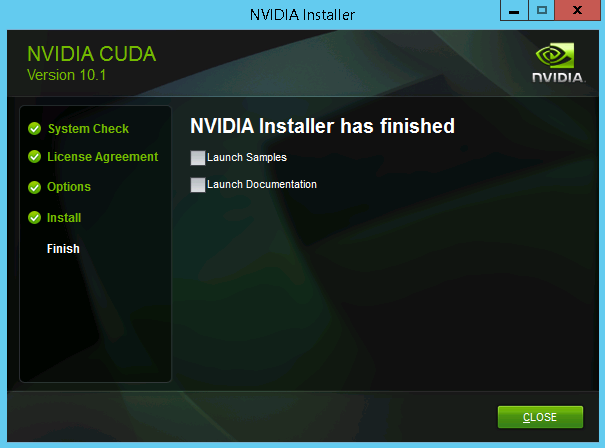 NVIDIA Installer
NVIDIA CUDA
Version 10.1
NVIDIA.
System Check
License Agreement
Options
Install
Finish
NVIDIA Installer has finished
Launch Samples
Launch Documentation
CLOSE